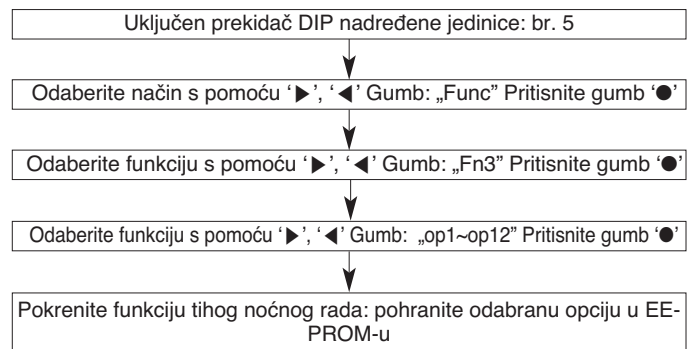 Uključen prekidač DIP nadređene jedinice: br. 5
Odaberite način s pomoću ‘▶’, ‘◀’ Gumb: „Func” Pritisnite gumb ‘●’
Odaberite funkciju s pomoću ‘▶’, ‘◀’ Gumb: „Fn3” Pritisnite gumb ‘●’
Odaberite funkciju s pomoću ‘▶’, ‘◀’ Gumb: „op1~op12” Pritisnite gumb ‘●’
Pokrenite funkciju tihog noćnog rada: pohranite odabranu opciju u EE-
PROM-u